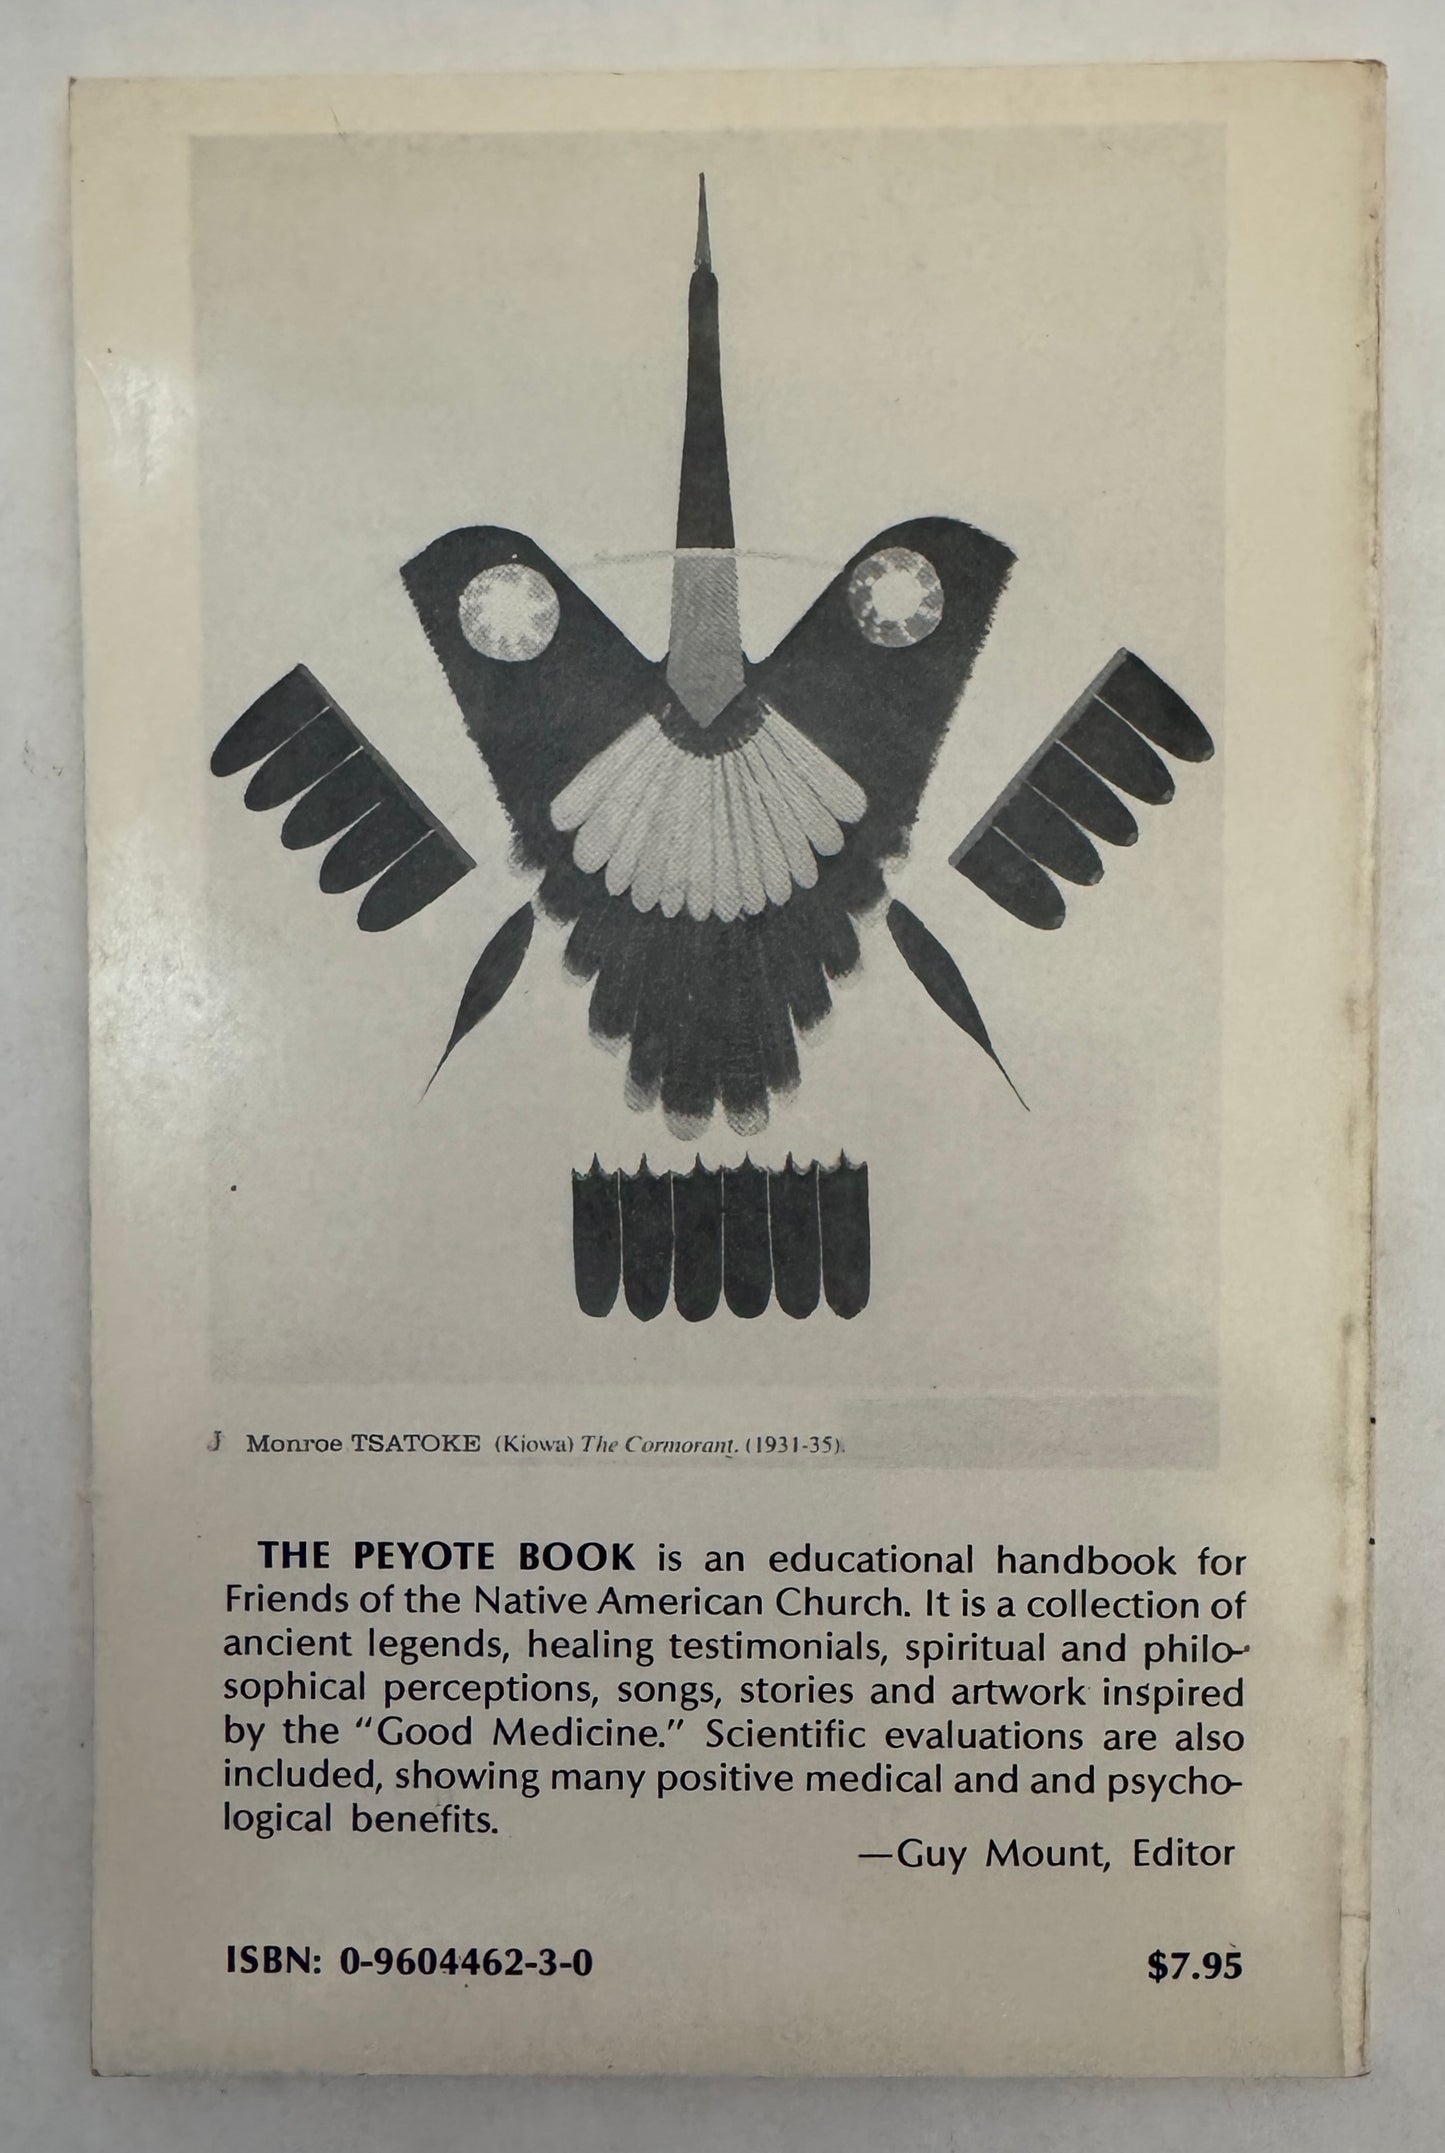 J Monroe TSATOKE (Kiowa) The Cormorant. (1931-35).
THE PEYOTE BOOK is an educational handbook for
Friends of the Native American Church. It is a collection of
ancient legends, healing testimonials, spiritual and philo-
sophical perceptions, songs, stories and artwork inspired
by the “Good Medicine.” Scientific evaluations are also
included, showing many positive medical and and psycho-
logical benefits.
—Guy Mount, Editor
ISBN: 0-9604462-3-0 $7.95